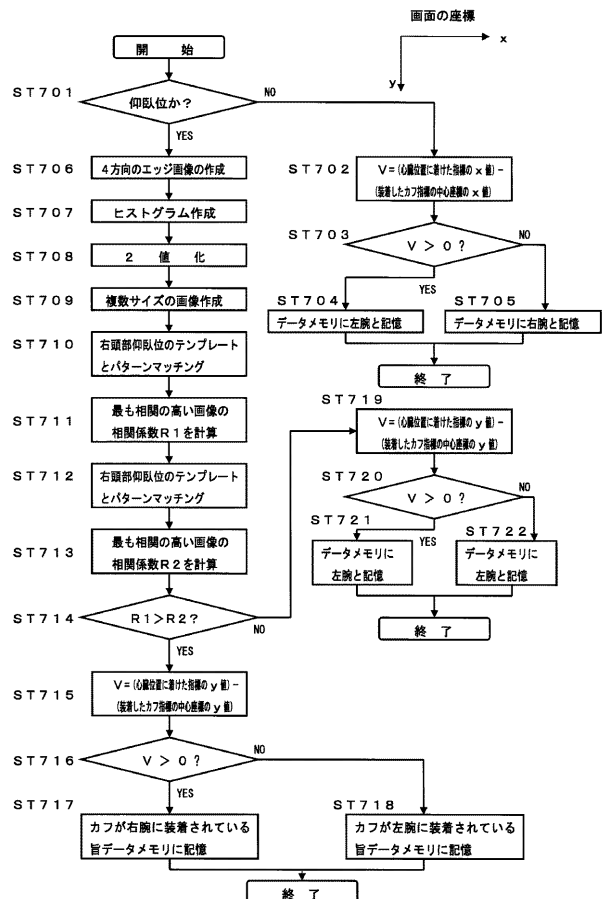 画面の座標
x
y
開 始
ST701
仰臥位か?
NO
YES
ST706
4方向のエッジ画像の作成
ST707
ヒストグラム作成
ST708
2 値 化
ST709
複数サイズの画像作成
ST710
右頭部仰臥位のテンプレート
とパターンマッチング
ST711
最も相関の高い画像の
相関係数R1を計算
ST712
右頭部仰臥位のテンプレート
とパターンマッチング
ST713
最も相関の高い画像の
相関係数R2を計算
ST714
R1>R2?
NO
YES
ST715
V=(心臓位置に着けた指標のy値)-
(装着したカフ指標の中心座標のy値)
ST716
V > 0 ?
NO
YES
ST717
カフが右腕に装着されている
旨データメモリに記憶
ST718
カフが左腕に装着されている
旨データメモリに記憶
終 了
ST702
V=(心臓位置に着けた指標のx値)-
(装着したカフ指標の中心座標のx値)
ST703
V > 0 ?
NO
YES
ST704
データメモリに左腕と記憶
ST705
データメモリに右腕と記憶
終 了
ST719
V=(心臓位置に着けた指標のy値)-
(装着したカフ指標の中心座標のy値)
ST720
V > 0 ?
NO
YES
ST721
データメモリに
左腕と記憶
ST722
データメモリに
左腕と記憶
終 了